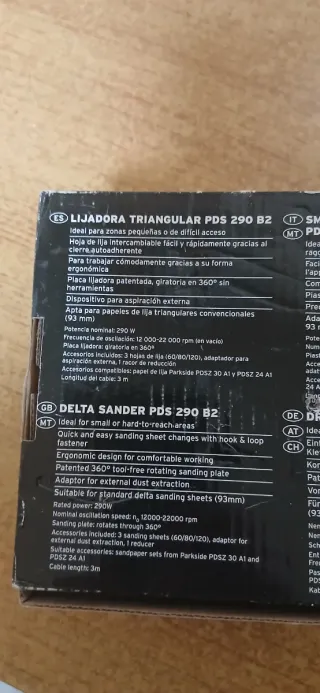 ES LIJADORA TRIANGULAR PDS 290 B2
Ideal para zonas pequeñas o de difícil acceso
Hoja de lija intercambiable fácil y rápidamente gracias al
cierre autoadherente
Para trabajar cómodamente gracias a su forma
ergonómica
Placa lijadora patentada, giratoria en 360° sin
herramientas
Dispositivo para aspiración externa
Apta para papeles de lija triangulares convencionales
(93 mm)
Potencia nominal: 290 W
Frecuencia de oscilación: 12 000-22 000 rpm (en vacío)
Placa lijadora: giratoria en 360°
Accesorios incluidos: 3 hojas de lija (60/80/120), adaptador para
aspiración externa, 1 racor de reducción
Accesorios compatibles: papel de lija Parkside PDSZ 30 A1 y PDSZ 24 A1
Longitud del cable: 3 m
GB MT DELTA SANDER PDS 290 B2
Ideal for small or hard-to-reach areas
Quick and easy sanding sheet changes with hook & loop
fastener
Ergonomic design for comfortable working
Patented 360° tool-free rotating sanding plate
Adaptor for external dust extraction
Suitable for standard delta sanding sheets (93mm)
Rated power: 290W
Nominal oscillation speed: n₀ 12000-22000 rpm
Sanding plate: rotates through 360°
Accessories included: 3 sanding sheets (60/80/120), adaptor for
external dust extraction, 1 reducer
Suitable accessories: sandpaper sets from Parkside PDSZ 30 A1 and
PDSZ 24 A1
Cable length: 3m
IT
MT
DE
AT
CH